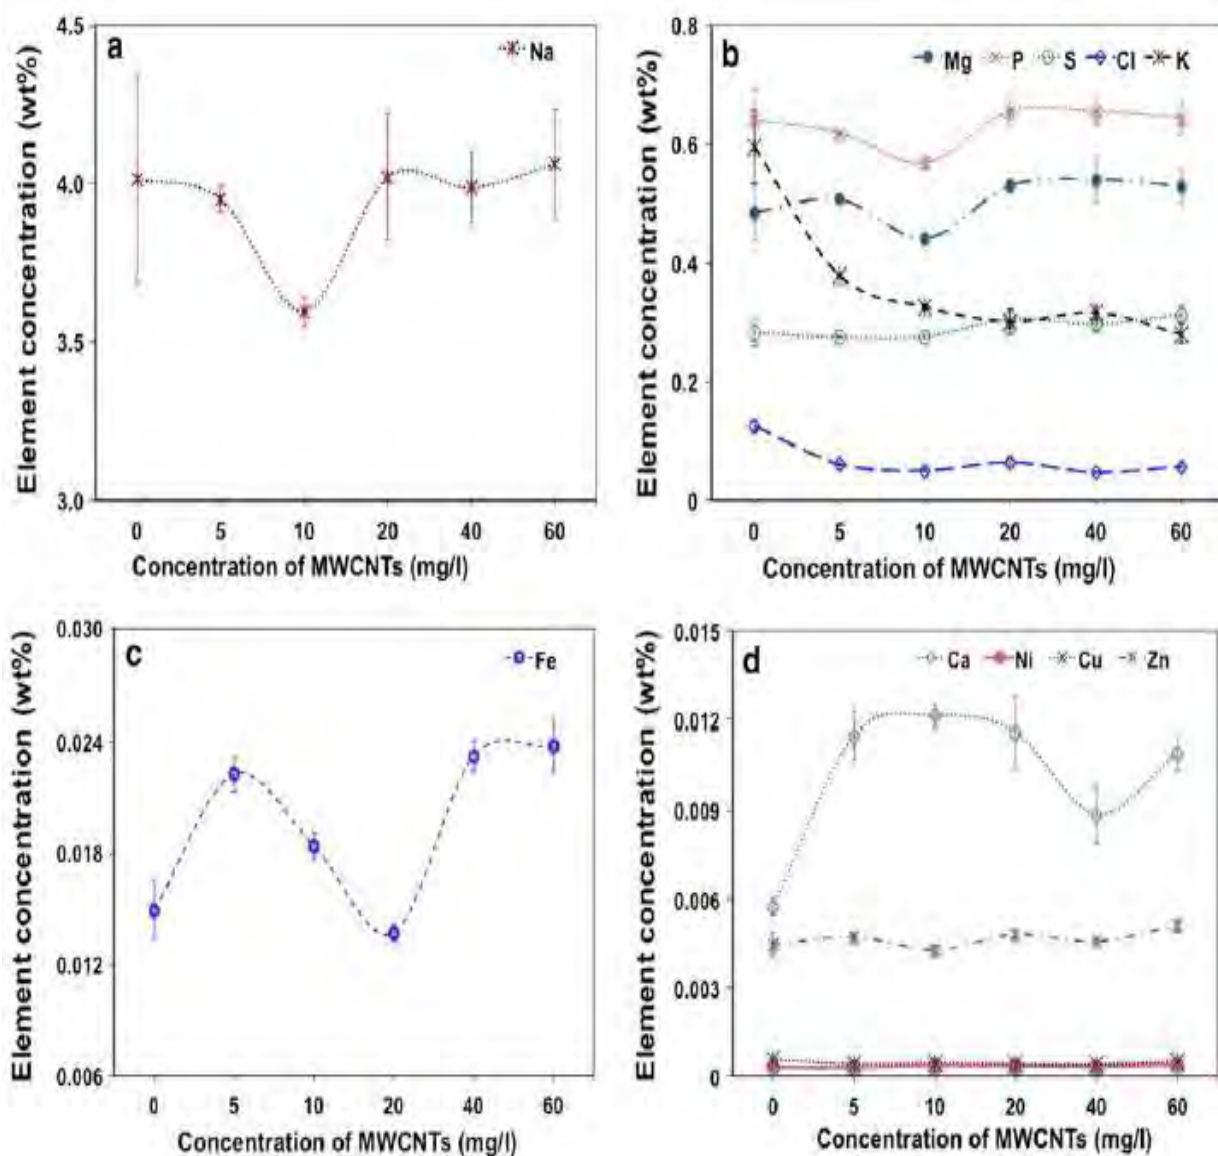 a
Na
4.5
4.0
3.5
3.0
Element concentration (wt%)
0 5 10 20 40 60
Concentration of MWCNTs (mg/l)
b
Mg P S Cl K
0.8
0.6
0.4
0.2
0
Element concentration (wt%)
0 5 10 20 40 60
Concentration of MWCNTs (mg/l)
c
Fe
0.030
0.024
0.018
0.012
0.006
Element concentration (wt%)
0 5 10 20 40 60
Concentration of MWCNTs (mg/l)
d
Ca Ni Cu Zn
0.015
0.012
0.009
0.006
0.003
0
Element concentration (wt%)
0 5 10 20 40 60
Concentration of MWCNTs (mg/l)